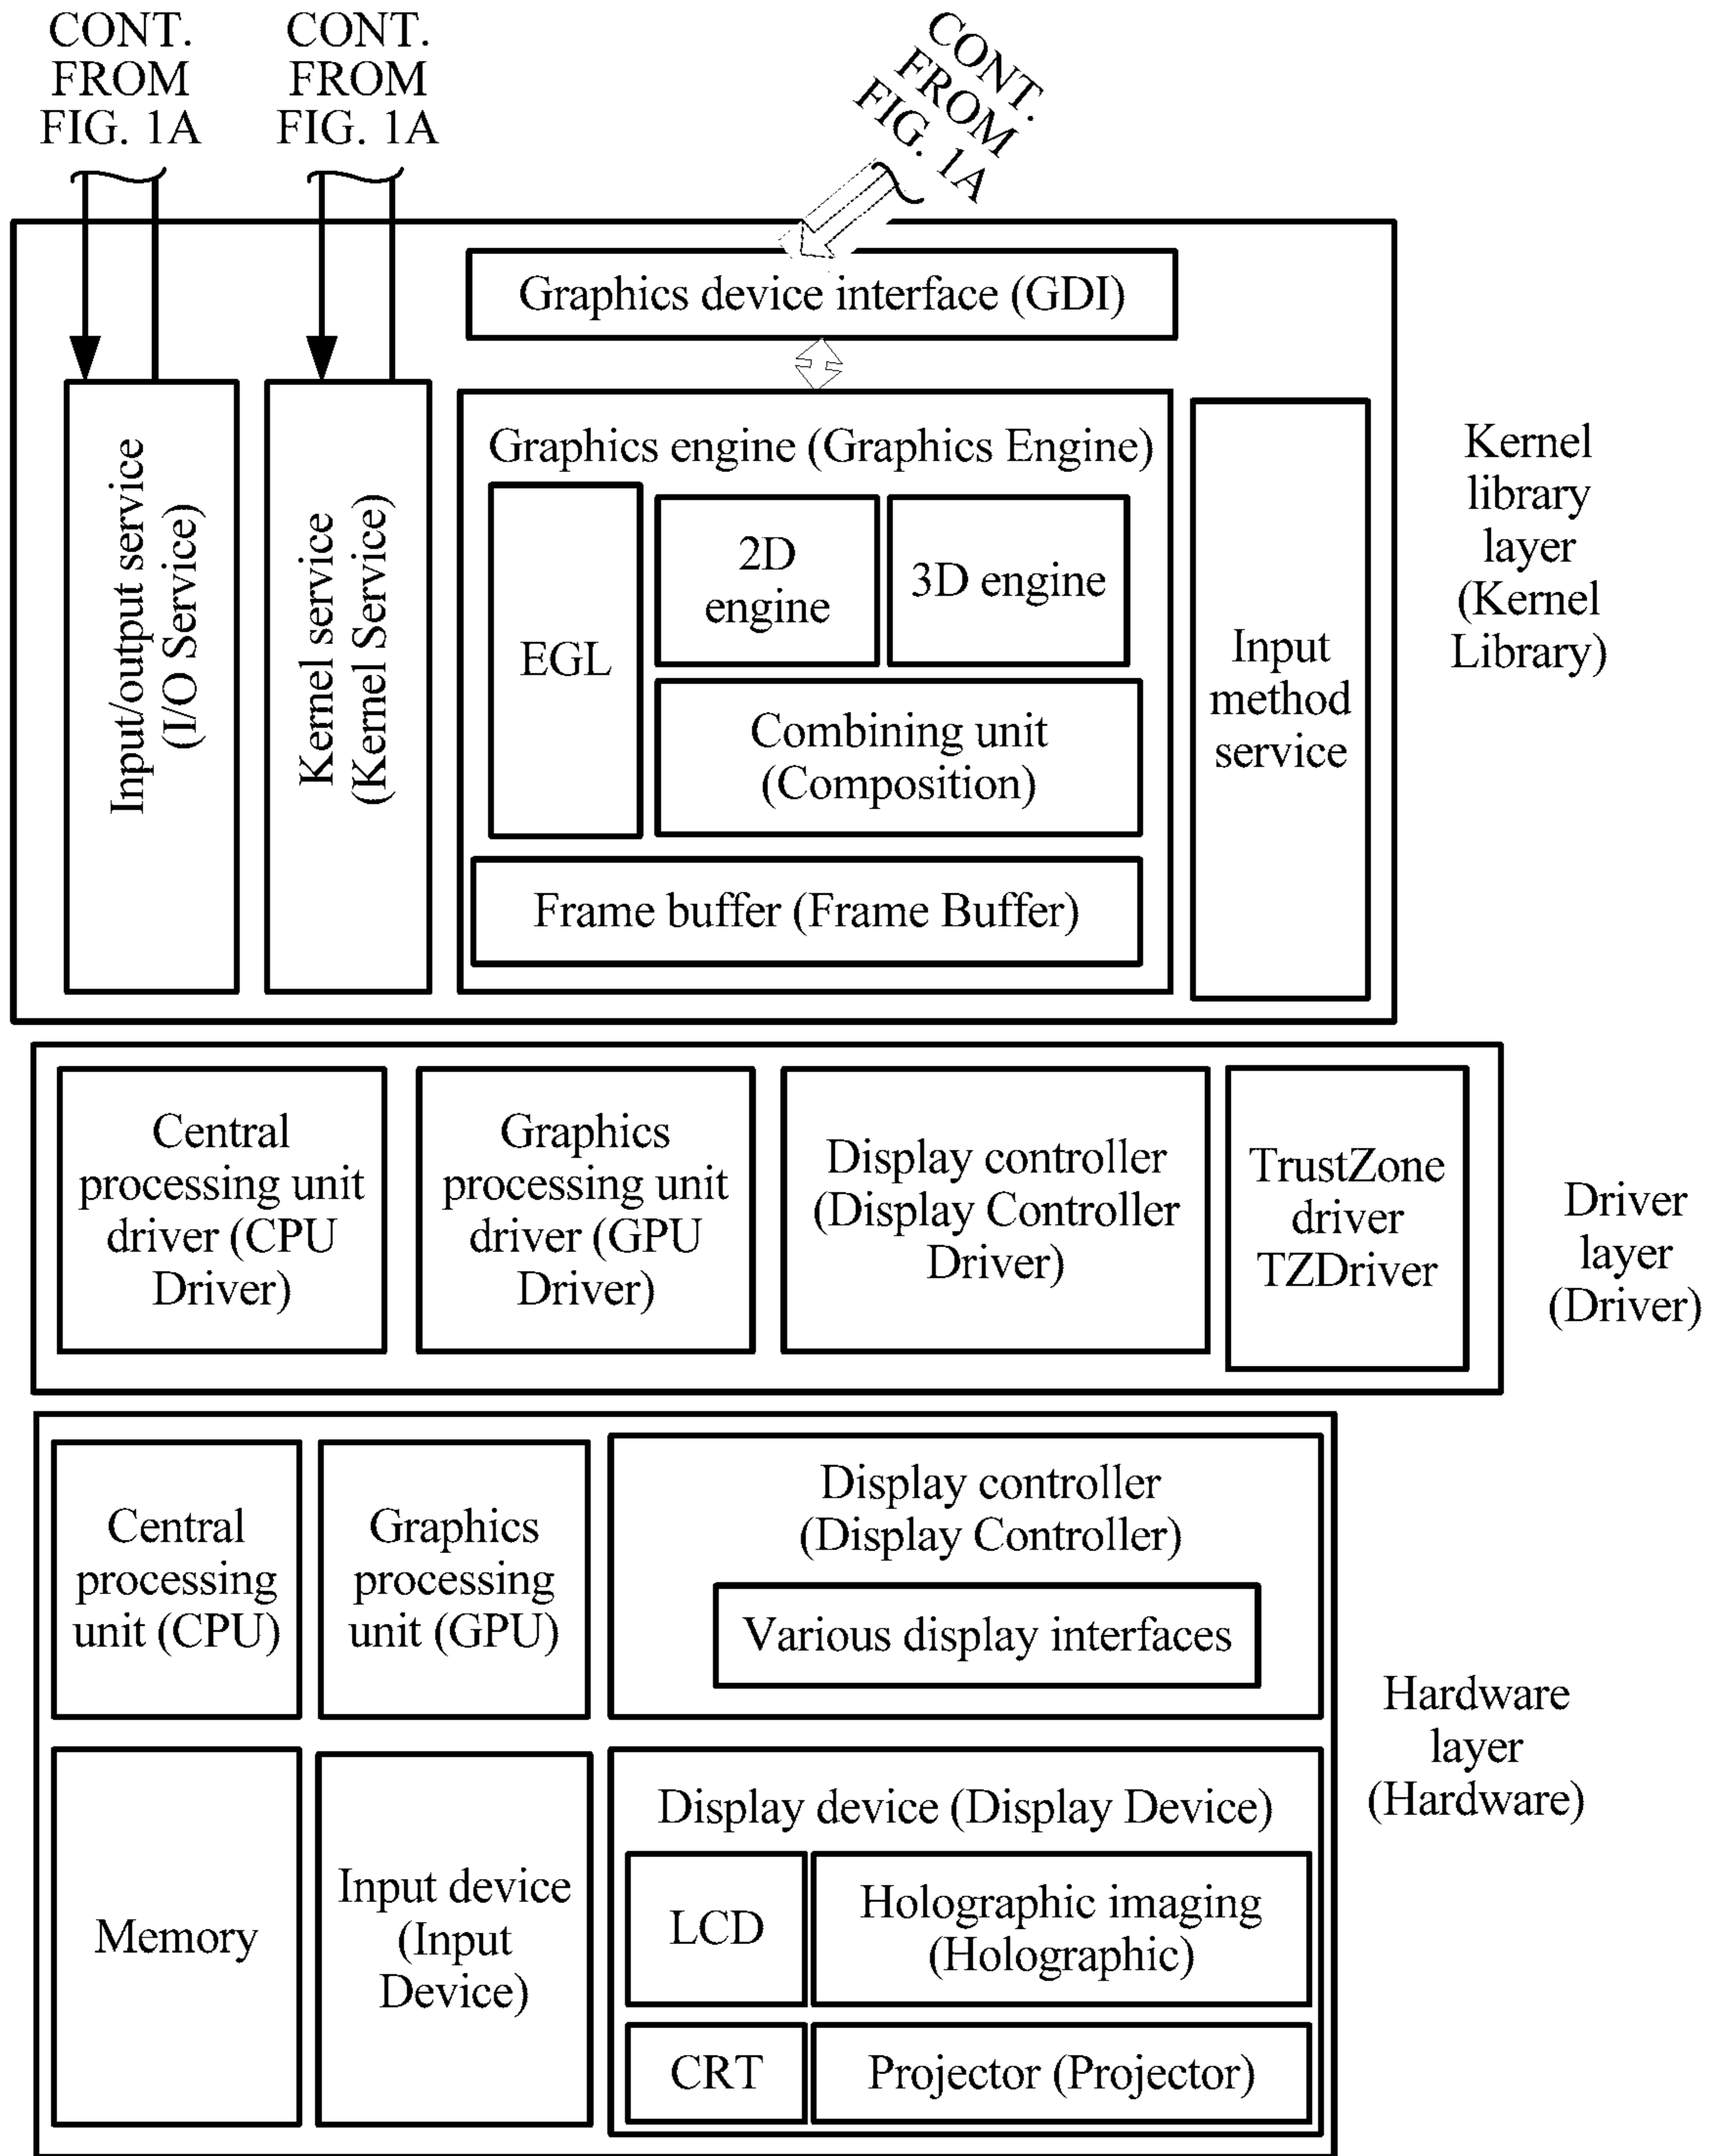 CONT.
FROM
FIG. 1A
CONT.
FROM
FIG. 1A
CONT.
FROM
FIG. 1A
Graphics device interface (GDI)
Input/output service
(I/O Service)
Kernel service
(Kernel Service)
Graphics engine (Graphics Engine)
EGL
2D
engine
3D engine
Combining unit
(Composition)
Frame buffer (Frame Buffer)
Input
method
service
Kernel
library
layer
(Kernel
Library)
Central
processing unit
driver (CPU
Driver)
Graphics
processing unit
driver (GPU
Driver)
Display controller
(Display Controller
Driver)
TrustZone
driver
TZDriver
Driver
layer
(Driver)
Central
processing
unit (CPU)
Graphics
processing
unit (GPU)
Display controller
(Display Controller)
Various display interfaces
Memory
Input device
(Input
Device)
Display device (Display Device)
LCD
Holographic imaging
(Holographic)
CRT
Projector (Projector)
Hardware
layer
(Hardware)